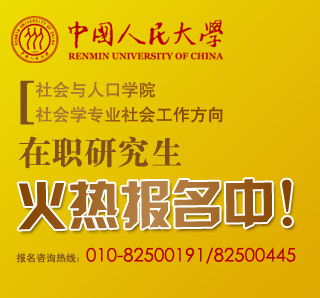 中國人民大學
RENMIN UNIVERSITY OF CHINA
社会与人口学院
社会学专业社会工作方向
在职研究生
火热报名中!
报名咨询热线：010-82500191/82500445